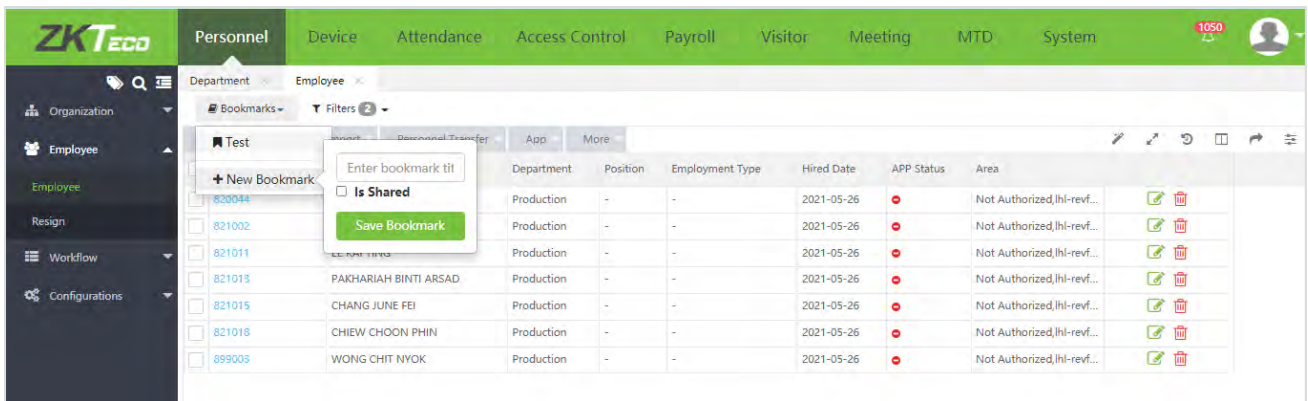 ZKTeco Personnel Device Attendance Access Control Payroll Visitor Meeting MTD System 1050
Department Employee
Organization Bookmarks Filters 2
Test Personnel Transfer App More
Employee
Enter bookmark tit Department Position Employment Type Hired Date APP Status Area
+ New Bookmark
Employee Is Shared
820044 Production - - 2021-05-26 Not Authorized,lhl-revf...
Resign Save Bookmark
821002 Production - - 2021-05-26 Not Authorized,lhl-revf...
Workflow 821011 Production - - 2021-05-26 Not Authorized,lhl-revf...
821015 PAKHARIAH BINTI ARSAD Production - - 2021-05-26 Not Authorized,lhl-revf...
Configurations 821015 CHANG JUNE FEI Production - - 2021-05-26 Not Authorized,lhl-revf...
821018 CHIEW CHOON PHIN Production - - 2021-05-26 Not Authorized,lhl-revf...
899005 WONG CHIT NYOK Production - - 2021-05-26 Not Authorized,lhl-revf...